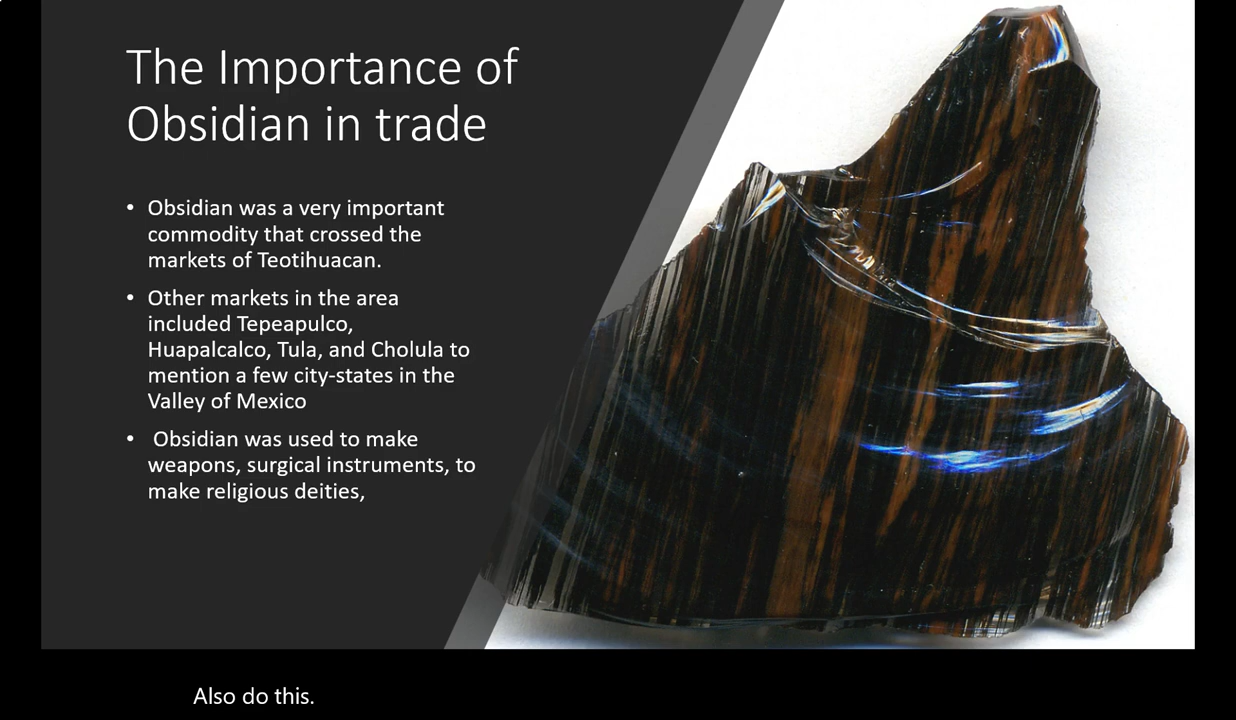 The Importance of
Obsidian in trade
• Obsidian was a very important
commodity that crossed the
markets of Teotihuacan.
• Other markets in the area
included Tepeapulco,
Huapalcalco, Tula, and Cholula to
mention a few city-states in the
Valley of Mexico
• Obsidian was used to make
weapons, surgical instruments, to
make religious deities,
Also do this.